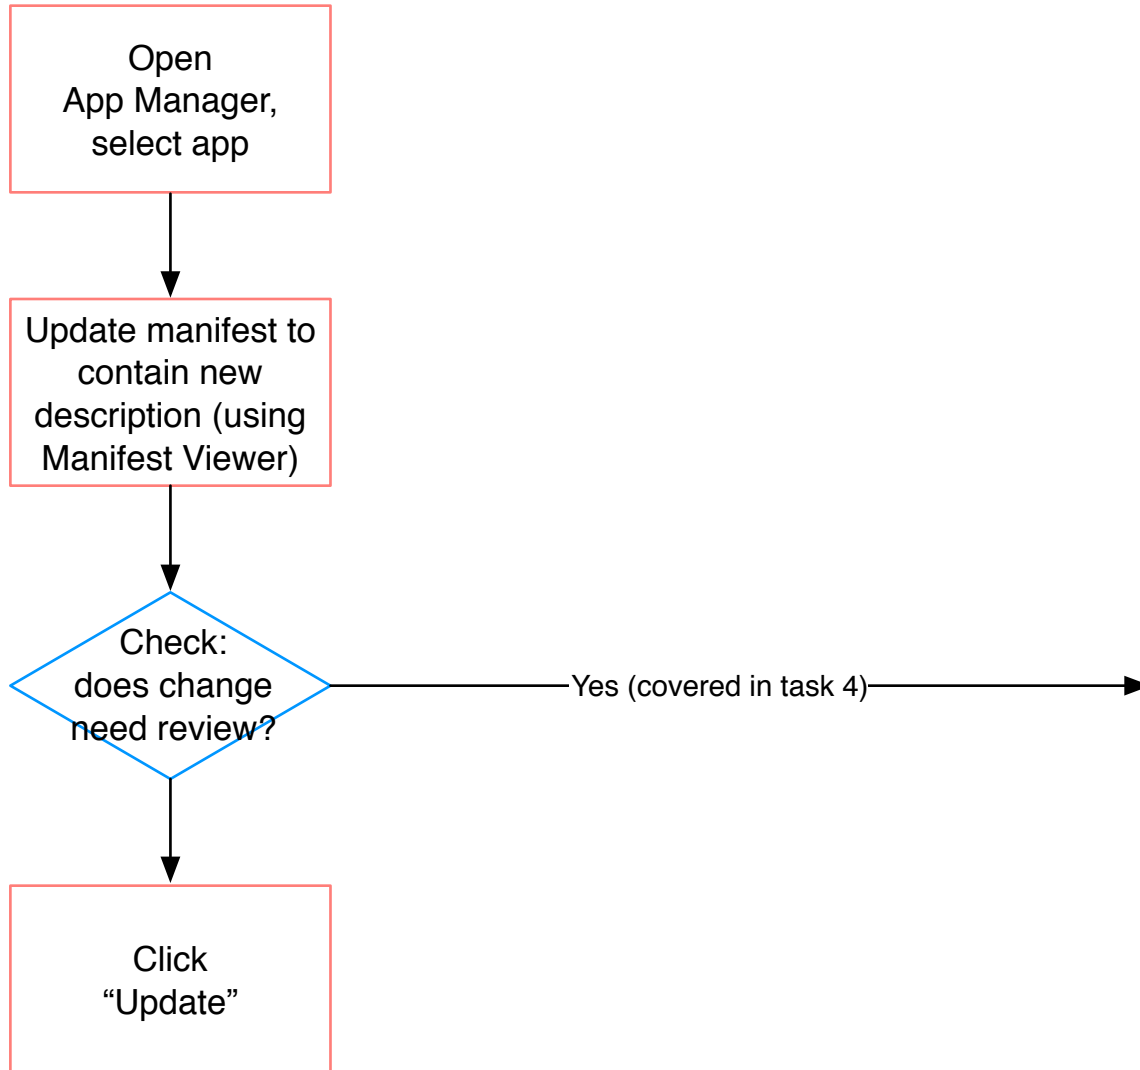 Open
App Manager,
select app
Update manifest to
contain new
description (using
Manifest Viewer)
Check:
does change
need review?
Yes (covered in task 4)
Click
“Update”